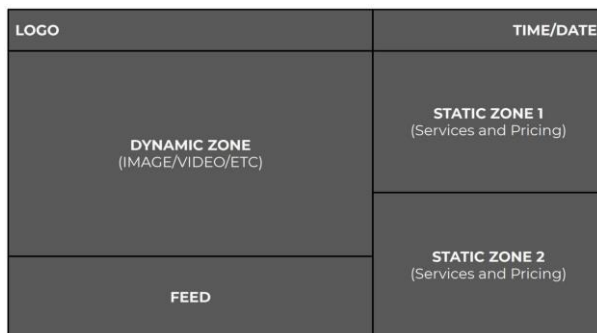 LOGO
TIME/DATE
DYNAMIC ZONE
(IMAGE/VIDEO/ETC)
STATIC ZONE 1
(Services and Pricing)
STATIC ZONE 2
(Services and Pricing)
FEED